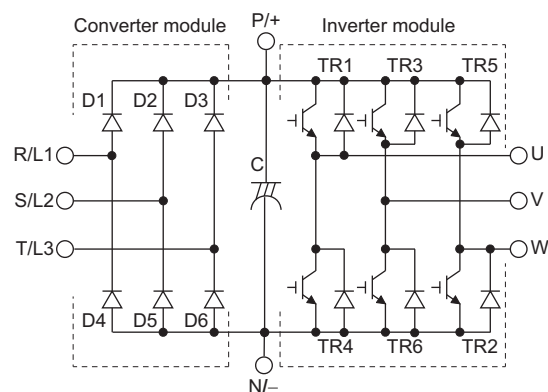 Converter module
P/+
Inverter module
TR1
TR3
TR5
D1
D2
D3
R/L1
U
C
S/L2
V
T/L3
W
D4
D5
D6
TR4
TR6
TR2
N/−